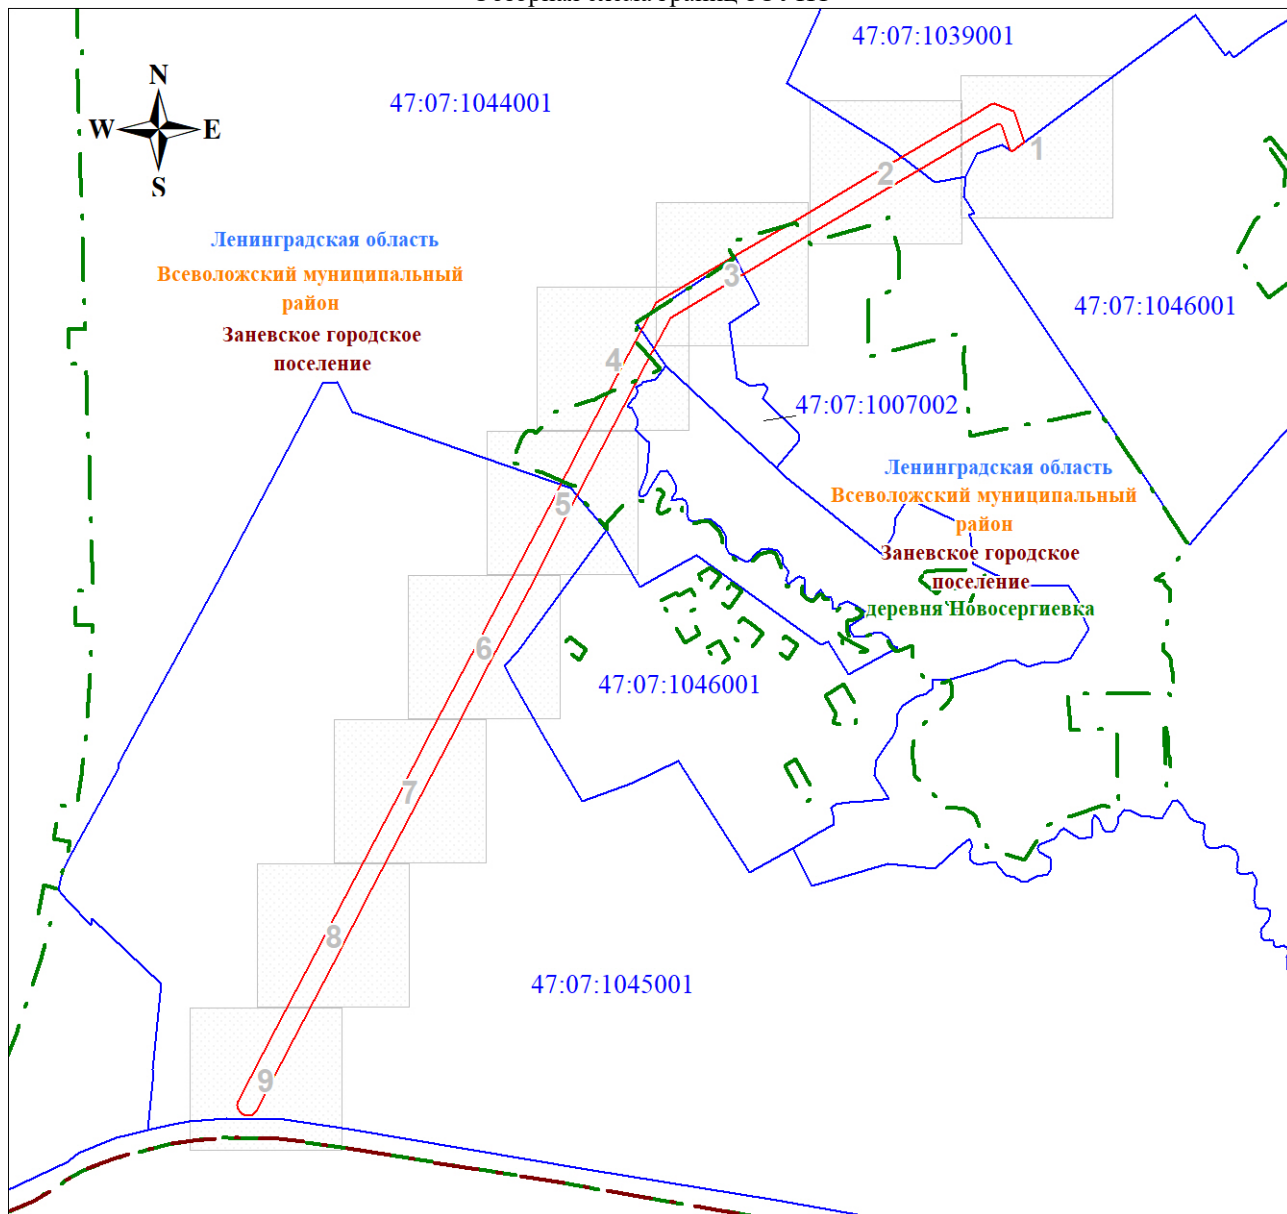 47:07:1039001
N
47:07:1044001
W
E
1
2
S
Ленинградская область
Всеволожский муниципальный
район
3
47:07:1046001
Заневское городское
поселение
4
47:07:1007002
Ленинградская область
Всеволожский муниципальный
район
5
Заневское городское
поселение
деревня Новосергиевка
6
47:07:1046001
7
8
47:07:1045001
9